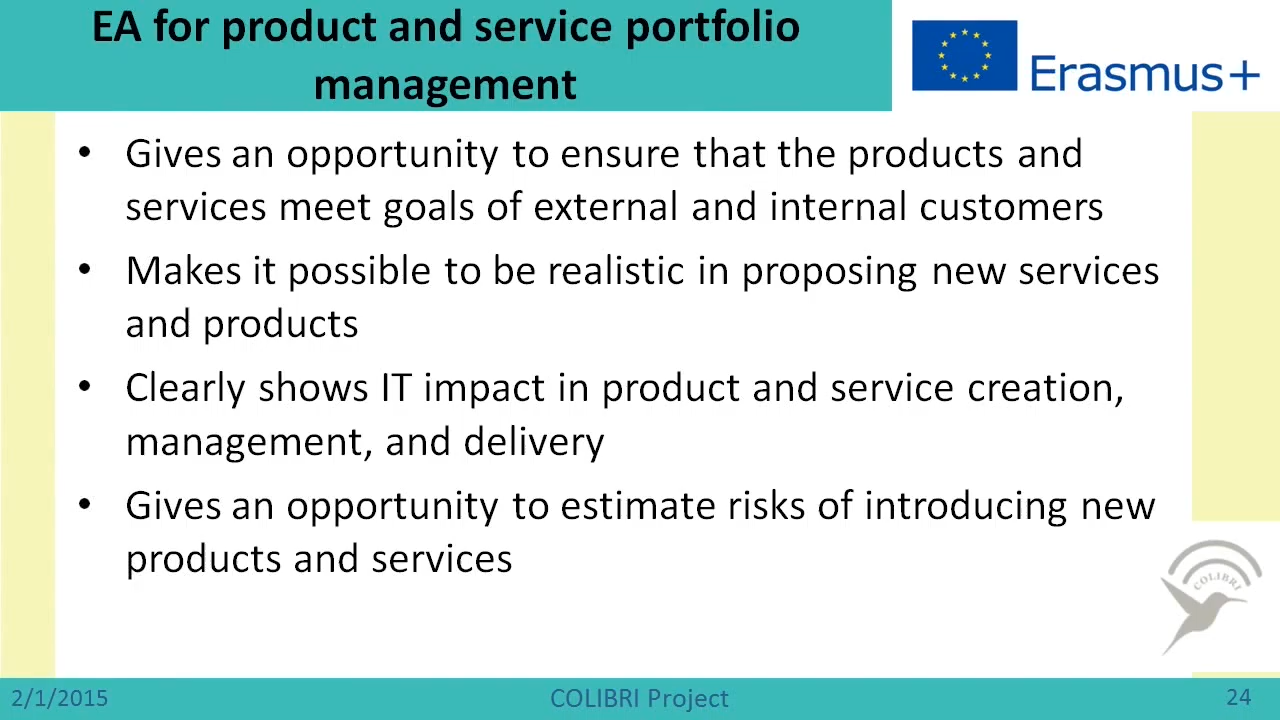 EA for product and service portfolio
management
Erasmus+
• Gives an opportunity to ensure that the products and
services meet goals of external and internal customers
• Makes it possible to be realistic in proposing new services
and products
• Clearly shows IT impact in product and service creation,
management, and delivery
• Gives an opportunity to estimate risks of introducing new
products and services
COLIBRI
2/1/2015
COLIBRI Project
24